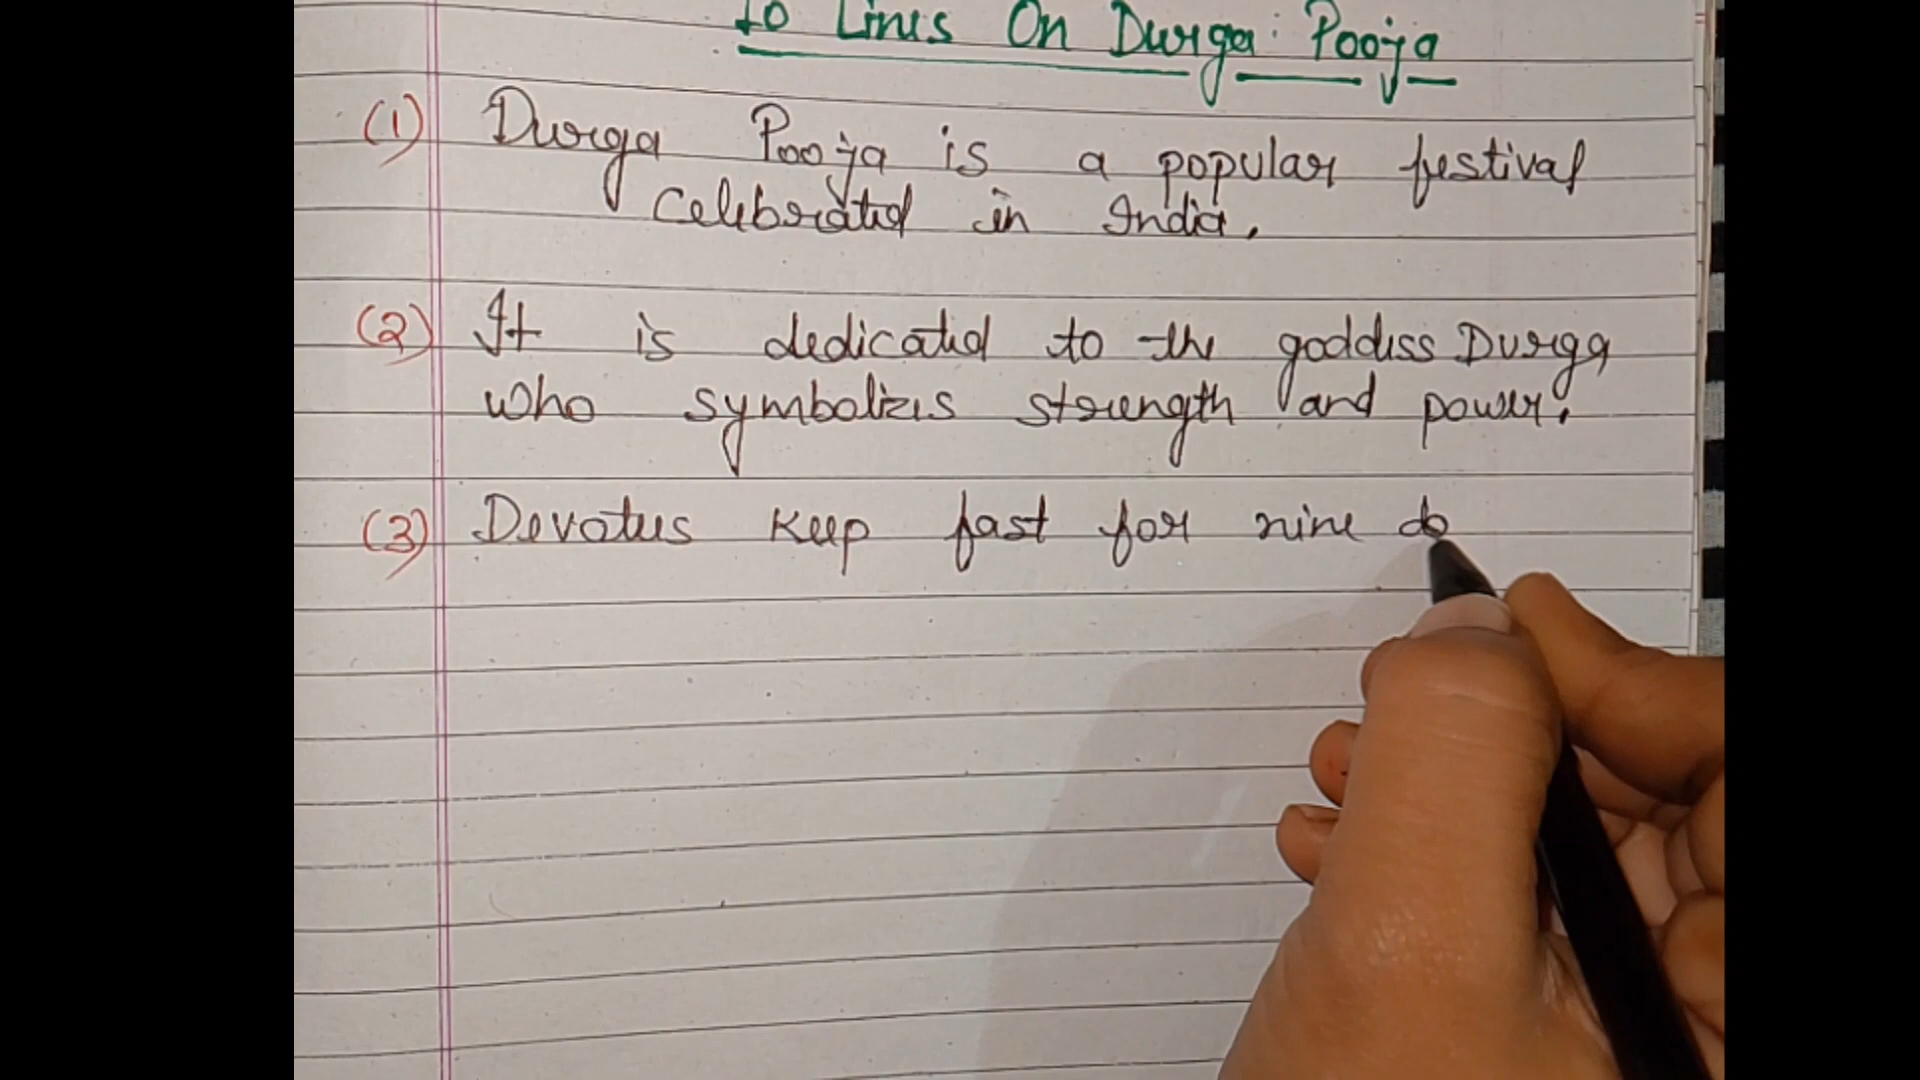 10 Lines On Durga Pooja
(1) Durga Pooja is a popular festival
celebrated in India.
(2) It is dedicated to the goddess Durga
who symbolizes strength and power.
(3) Devotees keep fast for nine